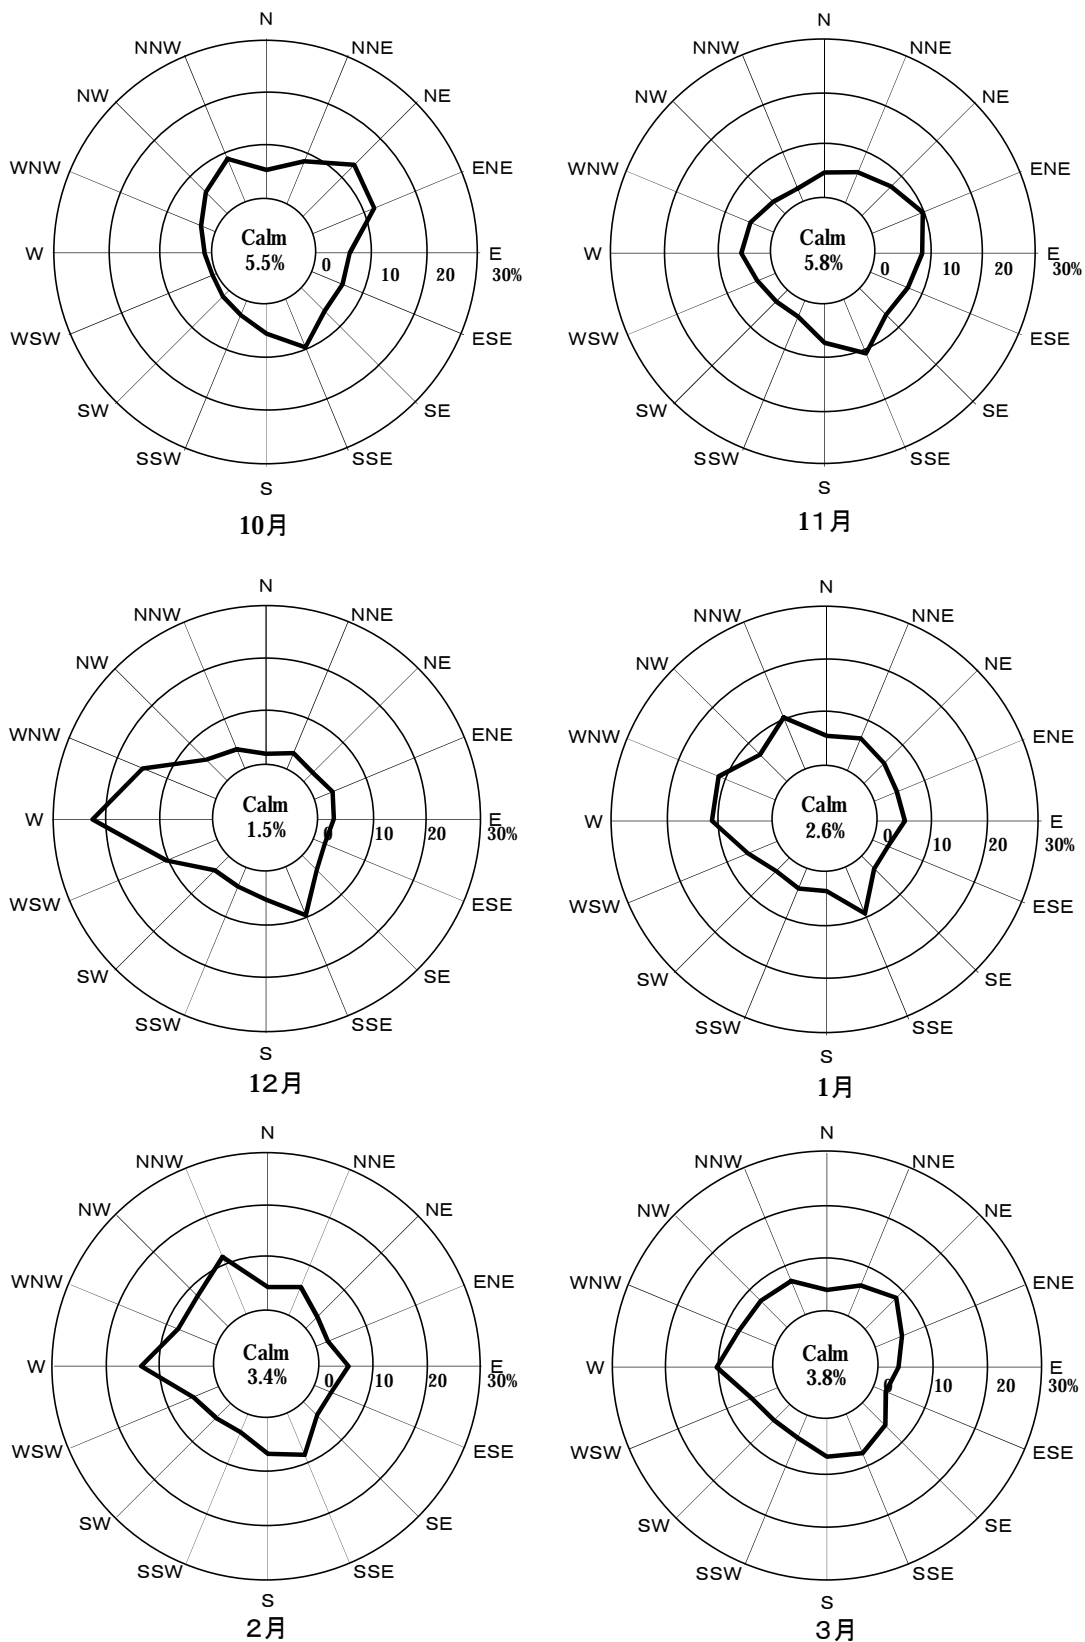 N
NNW NNE
NW NE
WNW ENE
Calm
5.5%
W 0 10 20 E
30%
WSW ESE
SW SE
SSW SSE
S
10月
N
NNW NNE
NW NE
WNW ENE
Calm
5.8%
W 0 10 20 E
30%
WSW ESE
SW SE
SSW SSE
S
11月
N
NNW NNE
NW NE
WNW ENE
Calm
1.5%
W 0 10 20 E
30%
WSW ESE
SW SE
SSW SSE
S
12月
N
NNW NNE
NW NE
WNW ENE
Calm
2.6%
W 0 10 20 E
30%
WSW ESE
SW SE
SSW SSE
S
1月
N
NNW NNE
NW NE
WNW ENE
Calm
3.4%
W 0 10 20 E
30%
WSW ESE
SW SE
SSW SSE
S
2月
N
NNW NNE
NW NE
WNW ENE
Calm
3.8%
W 0 10 20 E
30%
WSW ESE
SW SE
SSW SSE
S
3月